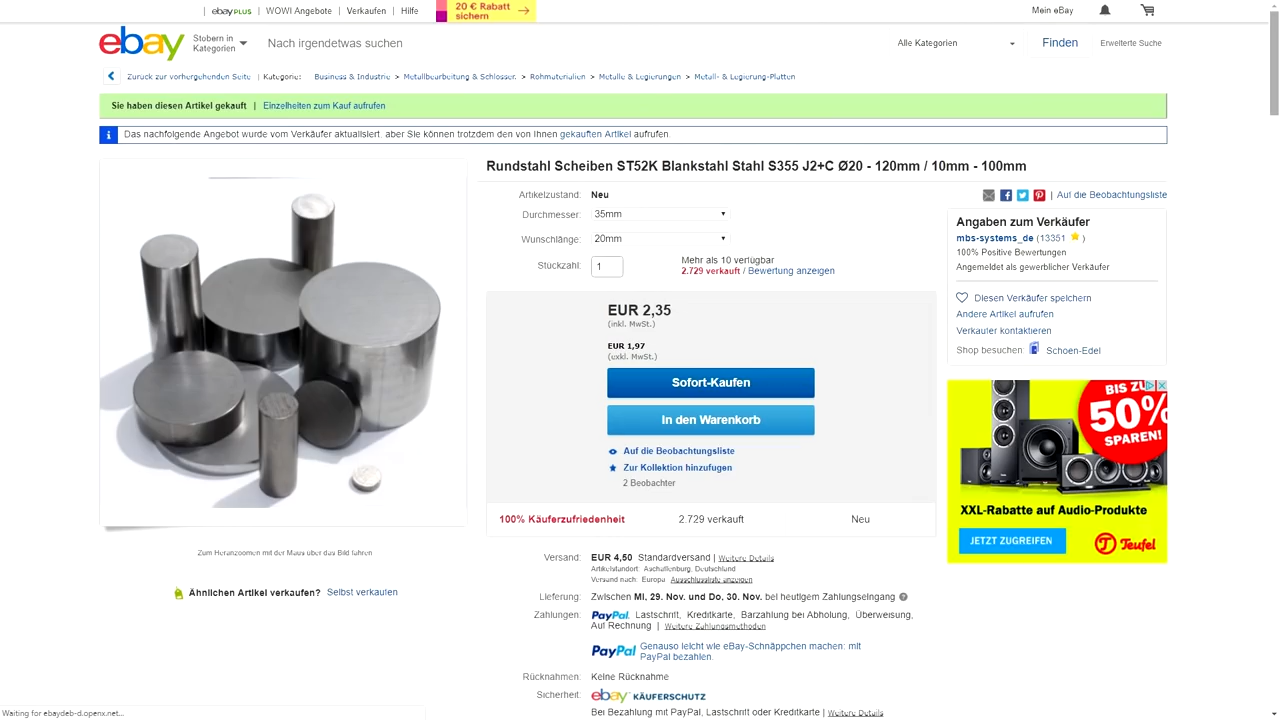 | ebay PLUS | WOW! Angebote | Verkaufen | Hilfe
20 € Rabatt sichern →
Mein eBay
ebay
Stöbern in Kategorien
Nach irgendetwas suchen
Alle Kategorien
Finden
Erweiterte Suche
Zurück zur vorhergehenden Seite | Kategorie: Business & Industrie > Metallbearbeitung & Schlosser. > Rohmaterialien > Metalle & Legierungen > Metall- & Legierung-Platten
Sie haben diesen Artikel gekauft | Einzelheiten zum Kauf aufrufen
Das nachfolgende Angebot wurde vom Verkäufer aktualisiert, aber Sie können trotzdem den von Ihnen gekauften Artikel aufrufen.
Rundstahl Scheiben ST52K Blankstahl Stahl S355 J2+C Ø20 - 120mm / 10mm - 100mm
Artikelzustand: Neu
Durchmesser: 35mm
Wunschlänge: 20mm
Stückzahl: 1
Mehr als 10 verfügbar
2.729 verkauft / Bewertung anzeigen
EUR 2,35
(inkl. MwSt.)
EUR 1,97
(exkl. MwSt.)
Sofort-Kaufen
In den Warenkorb
Auf die Beobachtungsliste
Zur Kollektion hinzufügen
2 Beobachter
100% Käuferzufriedenheit
2.729 verkauft
Neu
Zum Heranzoomen mit der Maus über das Bild fahren
Ähnlichen Artikel verkaufen? Selbst verkaufen
Versand: EUR 4,50 Standardversand | Weitere Details
Artikelstandort: Aschaffenburg, Deutschland
Versand nach: Europa Ausschlussliste anzeigen
Lieferung: Zwischen Mi, 29. Nov. und Do, 30. Nov. bei heutigem Zahlungseingang
Zahlungen: PayPal, Lastschrift, Kreditkarte, Barzahlung bei Abholung, Überweisung,
Auf Rechnung | Weitere Zahlungsmethoden
PayPal Genauso leicht wie eBay-Schnäppchen machen: mit
PayPal bezahlen.
Rücknahmen: Keine Rücknahme
Sicherheit: ebay KÄUFERSCHUTZ
Bei Bezahlung mit PayPal, Lastschrift oder Kreditkarte | Weitere Details
| Auf die Beobachtungsliste
Angaben zum Verkäufer
mbs-systems_de (13351 )
100% Positive Bewertungen
Angemeldet als gewerblicher Verkäufer
Diesen Verkäufer speichern
Andere Artikel aufrufen
Verkäufer kontaktieren
Shop besuchen: Schoen-Edel
BIS ZU
50%
SPAREN!
XXL-Rabatte auf Audio-Produkte
JETZT ZUGREIFEN
Teufel
Waiting for ebaydeb-d.openx.net...